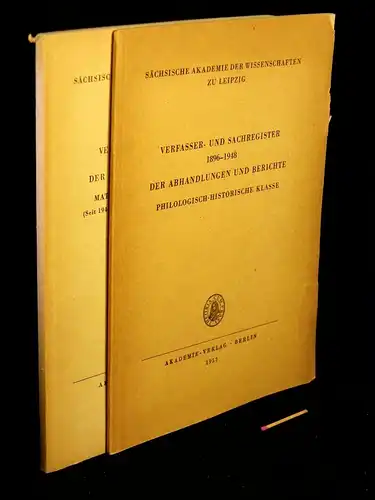 SÄCHSISCHE AKADEMIE DER WISSENSCHAFTEN
ZU LEIPZIG
VERFASSER- UND SACHREGISTER
1896–1948
DER ABHANDLUNGEN UND BERICHTE
PHILOLOGISCH-HISTORISCHE KLASSE
AKADEMIE-VERLAG · BERLIN
1952
SÄCHSISCHE
VE
DER
MAT
(Seit 194
A